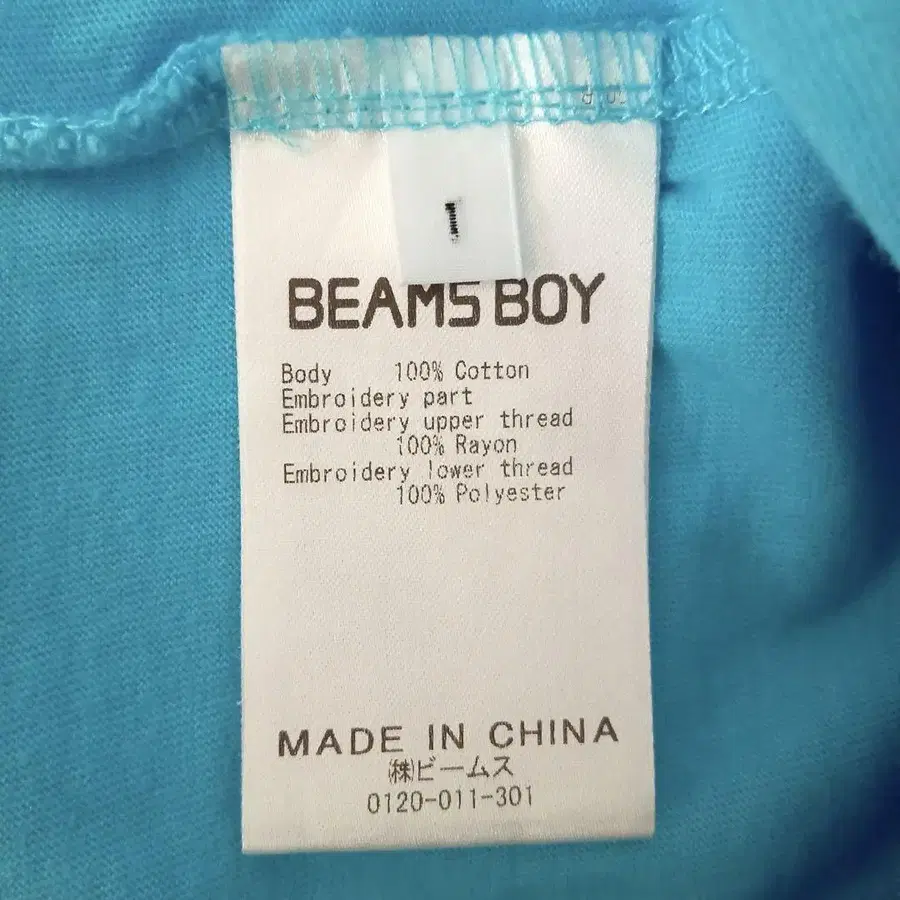 1
BEAMS BOY
Body 100% Cotton
Embroidery part
Embroidery upper thread
100% Rayon
Embroidery lower thread
100% Polyester
MADE IN CHINA
㈱ビームス
0120-011-301